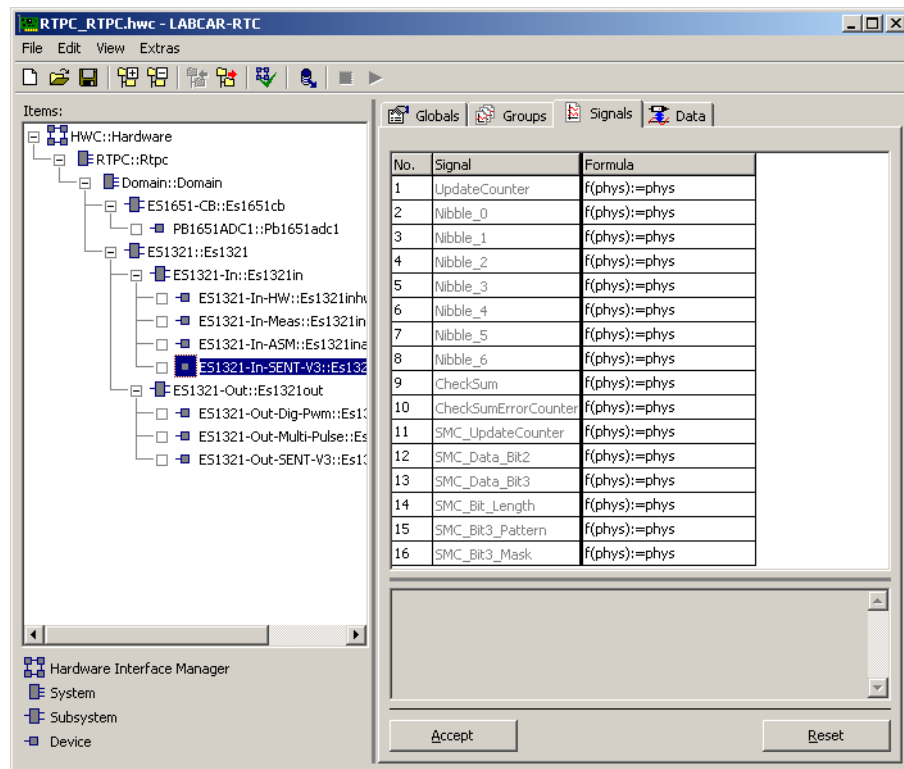 RTPC_RTPC.hwc - LABCAR-RTC
File Edit View Extras
Items:
HWC::Hardware
RTPC::Rtpc
Domain::Domain
ES1651-CB::Es1651cb
PB1651ADC1::Pb1651adc1
ES1321::Es1321
ES1321-In::Es1321in
ES1321-In-HW::Es1321inh
ES1321-In-Meas::Es1321in
ES1321-In-ASM::Es1321ina
ES1321-In-SENT-V3::Es132
ES1321-Out::Es1321out
ES1321-Out-Dig-Pwm::Es13
ES1321-Out-Multi-Pulse::Es
ES1321-Out-SENT-V3::Es13
Hardware Interface Manager
System
Subsystem
Device
Globals Groups Signals Data
No. Signal Formula
1 UpdateCounter f(phys):=phys
2 Nibble_0 f(phys):=phys
3 Nibble_1 f(phys):=phys
4 Nibble_2 f(phys):=phys
5 Nibble_3 f(phys):=phys
6 Nibble_4 f(phys):=phys
7 Nibble_5 f(phys):=phys
8 Nibble_6 f(phys):=phys
9 CheckSum f(phys):=phys
10 CheckSumErrorCounter f(phys):=phys
11 SMC_UpdateCounter f(phys):=phys
12 SMC_Data_Bit2 f(phys):=phys
13 SMC_Data_Bit3 f(phys):=phys
14 SMC_Bit_Length f(phys):=phys
15 SMC_Bit3_Pattern f(phys):=phys
16 SMC_Bit3_Mask f(phys):=phys
Accept Reset